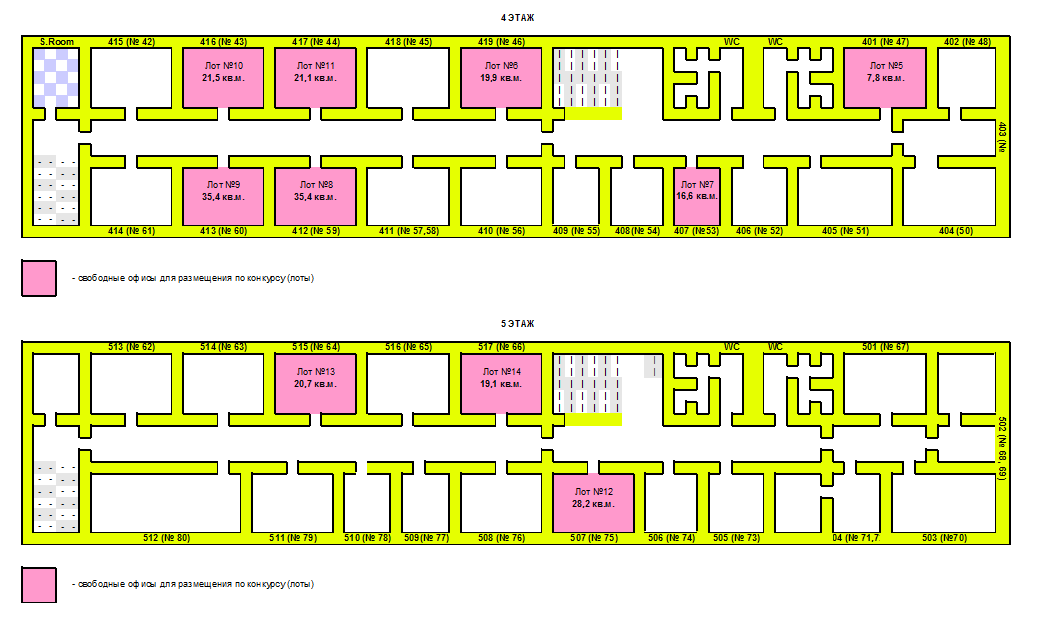 4 ЭТАЖ
S.Room
415 (№ 42)
416 (№ 43)
417 (№ 44)
418 (№ 45)
419 (№ 46)
WC
WC
401 (№ 47)
402 (№ 48)
Лот №10
21,5 кв.м.
Лот №11
21,1 кв.м.
Лот №6
19,9 кв.м.
Лот №5
7,8 кв.м.
403 (№
Лот №9
35,4 кв.м.
Лот №8
35,4 кв.м.
Лот №7
16,6 кв.м.
414 (№ 61)
413 (№ 60)
412 (№ 59)
411 (№ 57,58)
410 (№ 56)
409 (№ 55)
408 (№ 54)
407 (№53)
406 (№ 52)
405 (№ 51)
404 (50)
- свободные офисы для размещения по конкурсу (лоты)
5 ЭТАЖ
513 (№ 62)
514 (№ 63)
515 (№ 64)
516 (№ 65)
517 (№ 66)
WC
WC
501 (№ 67)
Лот №13
20,7 кв.м.
Лот №14
19,1 кв.м.
502 (№ 68, 69)
Лот №12
28,2 кв.м.
512 (№ 80)
511 (№ 79)
510 (№ 78)
509 (№ 77)
508 (№ 76)
507 (№ 75)
506 (№ 74)
505 (№ 73)
04 (№ 71,7
503 (№70)
- свободные офисы для размещения по конкурсу (лоты)